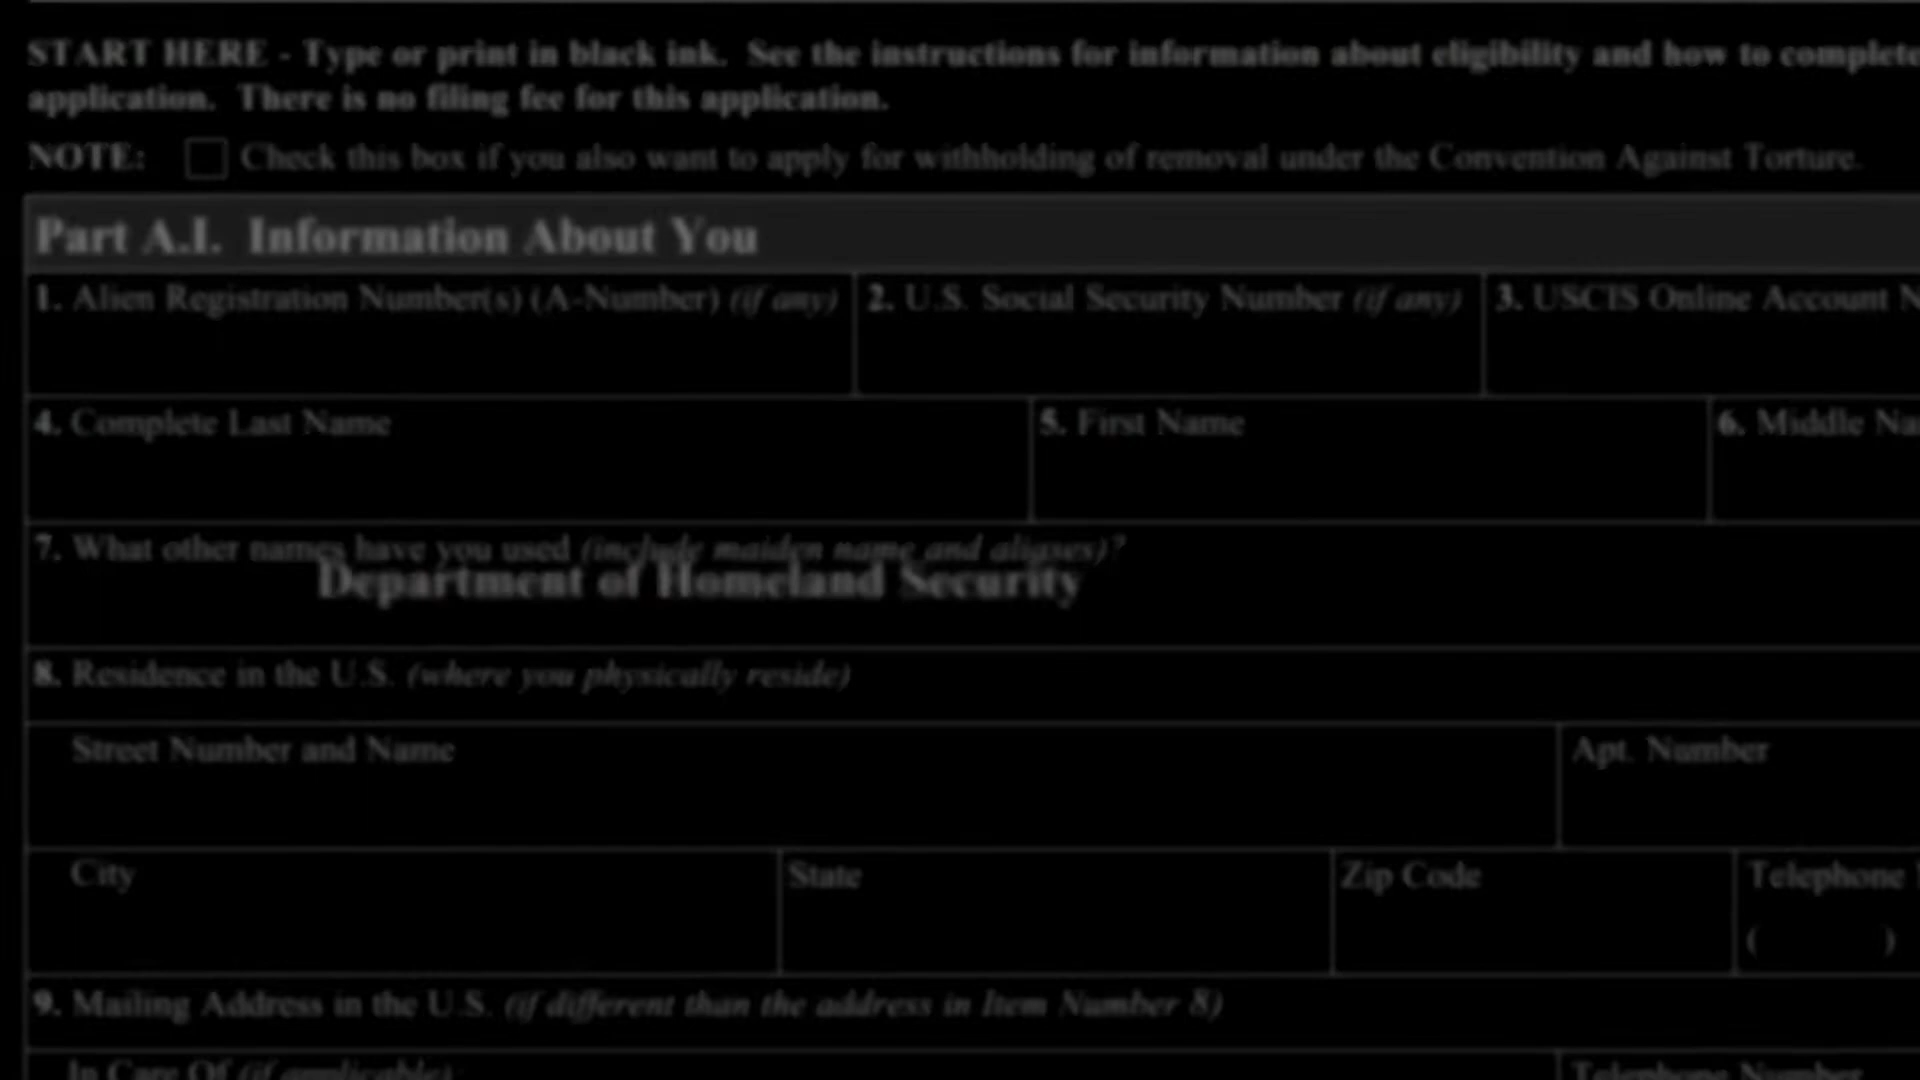 START HERE - Type or print in black ink. See the instructions for information about eligibility and how to complete
application. There is no filing fee for this application.
NOTE: Check this box if you also want to apply for withholding of removal under the Convention Against Torture.
Part A.I. Information About You
1. Alien Registration Number(s) (A-Number) (if any)
2. U.S. Social Security Number (if any)
3. USCIS Online Account N
4. Complete Last Name
5. First Name
6. Middle Na
7. What other names have you used (include maiden name and aliases)?
Department of Homeland Security
8. Residence in the U.S. (where you physically reside)
Street Number and Name
Apt. Number
City
State
Zip Code
Telephone
( )
9. Mailing Address in the U.S. (if different than the address in Item Number 8)
In Care Of (if applicable):
Telephone Number